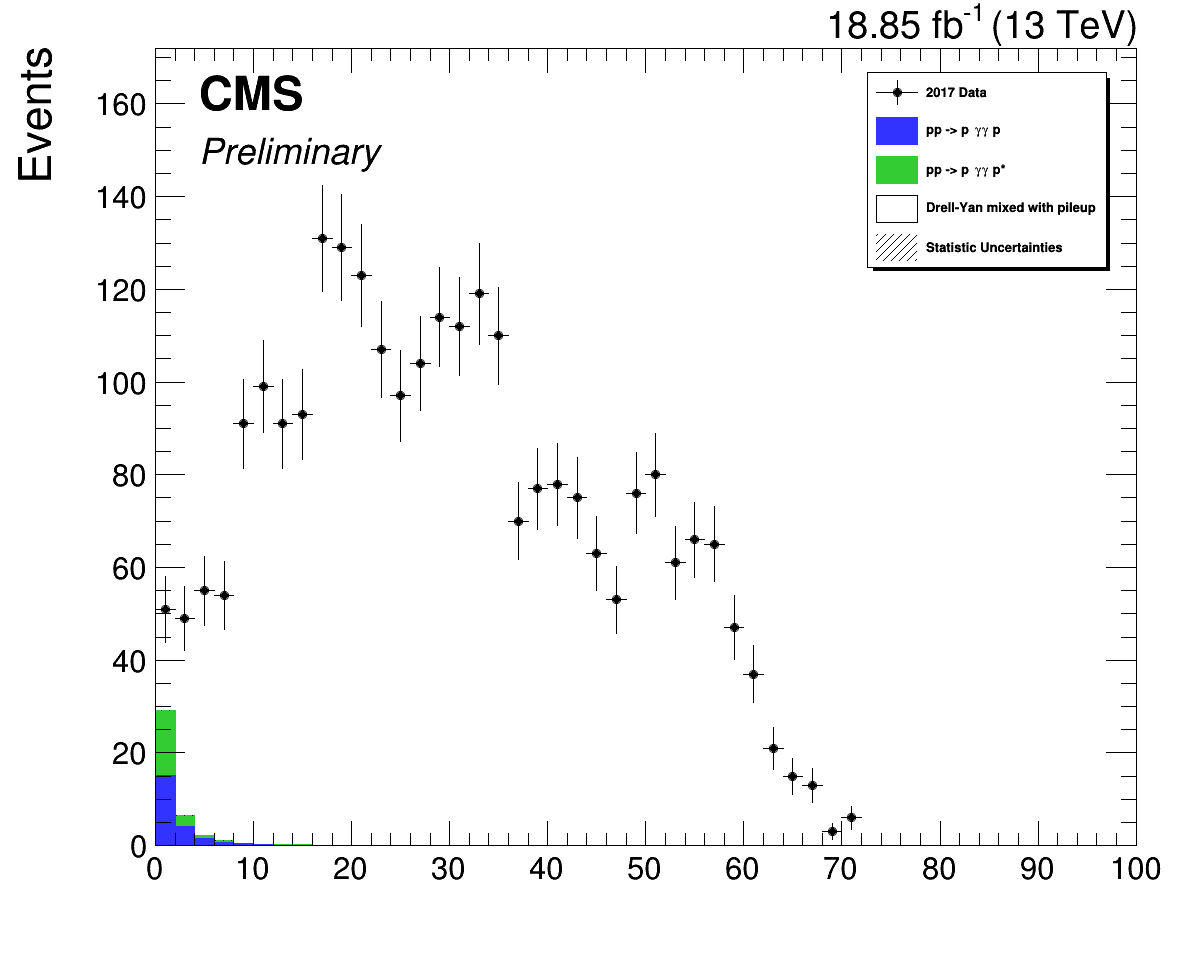 18.85 fb⁻¹ (13 TeV)
Events
CMS
Preliminary
2017 Data
pp -> p γγ p
pp -> p γγ p*
Drell-Yan mixed with pileup
Statistic Uncertainties
160
140
120
100
80
60
40
20
0
0 10 20 30 40 50 60 70 80 90 100